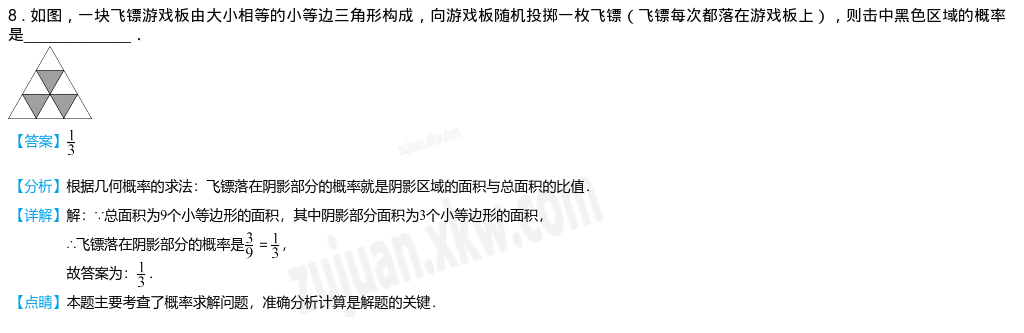 8．如图，一块飞镖游戏板由大小相等的小等边三角形构成，向游戏板随机投掷一枚飞镖（飞镖每次都落在游戏板上），则击中黑色区域的概率
是______________．
【答案】1/3
zujuan.xkw.com
【分析】根据几何概率的求法：飞镖落在阴影部分的概率就是阴影区域的面积与总面积的比值．
【详解】解：∵总面积为9个小等边形的面积，其中阴影部分面积为3个小等边形的面积，
∴飞镖落在阴影部分的概率是3/9=1/3，
故答案为：1/3．
zujuan.xkw.com
【点睛】本题主要考查了概率求解问题，准确分析计算是解题的关键．